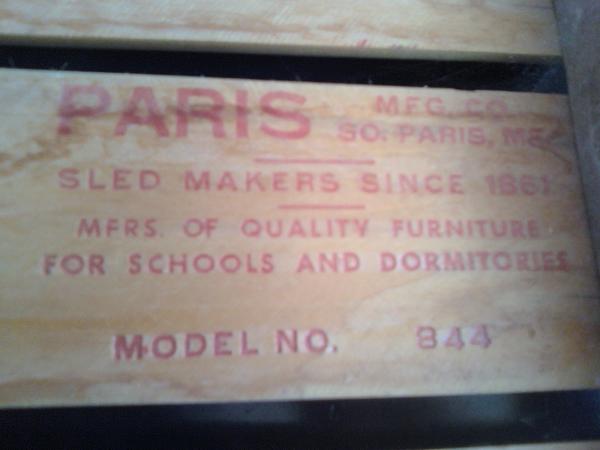 PARIS MFG. CO.
SO. PARIS, ME.
SLED MAKERS SINCE 1861
MFRS. OF QUALITY FURNITURE
FOR SCHOOLS AND DORMITORIES
MODEL NO. 844